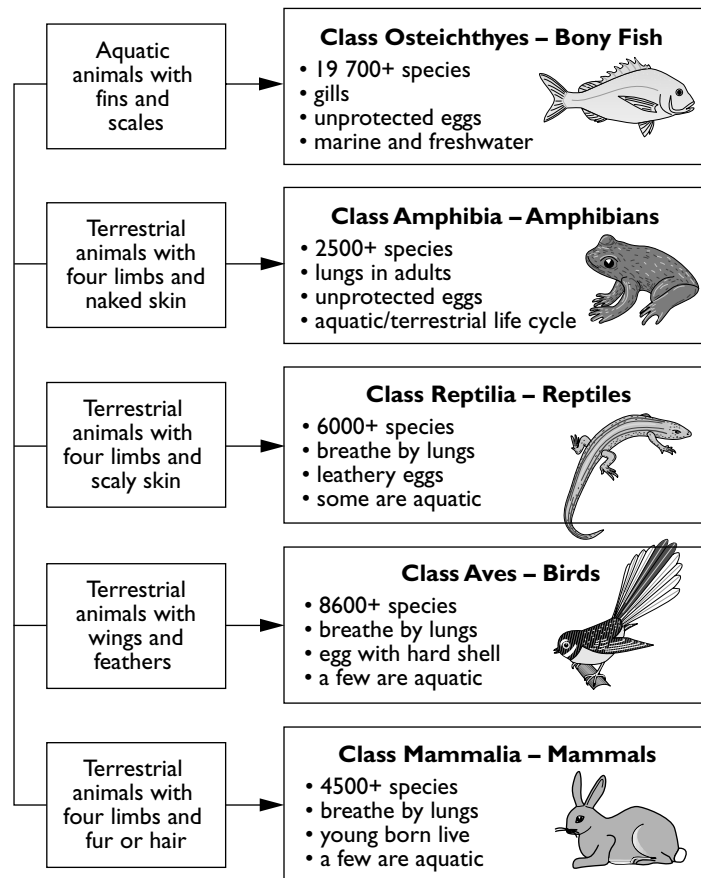 Aquatic
animals with
fins and
scales
Class Osteichthyes – Bony Fish
• 19 700+ species
• gills
• unprotected eggs
• marine and freshwater
Terrestrial
animals with
four limbs and
naked skin
Class Amphibia – Amphibians
• 2500+ species
• lungs in adults
• unprotected eggs
• aquatic/terrestrial life cycle
Terrestrial
animals with
four limbs and
scaly skin
Class Reptilia – Reptiles
• 6000+ species
• breathe by lungs
• leathery eggs
• some are aquatic
Terrestrial
animals with
wings and
feathers
Class Aves – Birds
• 8600+ species
• breathe by lungs
• egg with hard shell
• a few are aquatic
Terrestrial
animals with
four limbs and
fur or hair
Class Mammalia – Mammals
• 4500+ species
• breathe by lungs
• young born live
• a few are aquatic